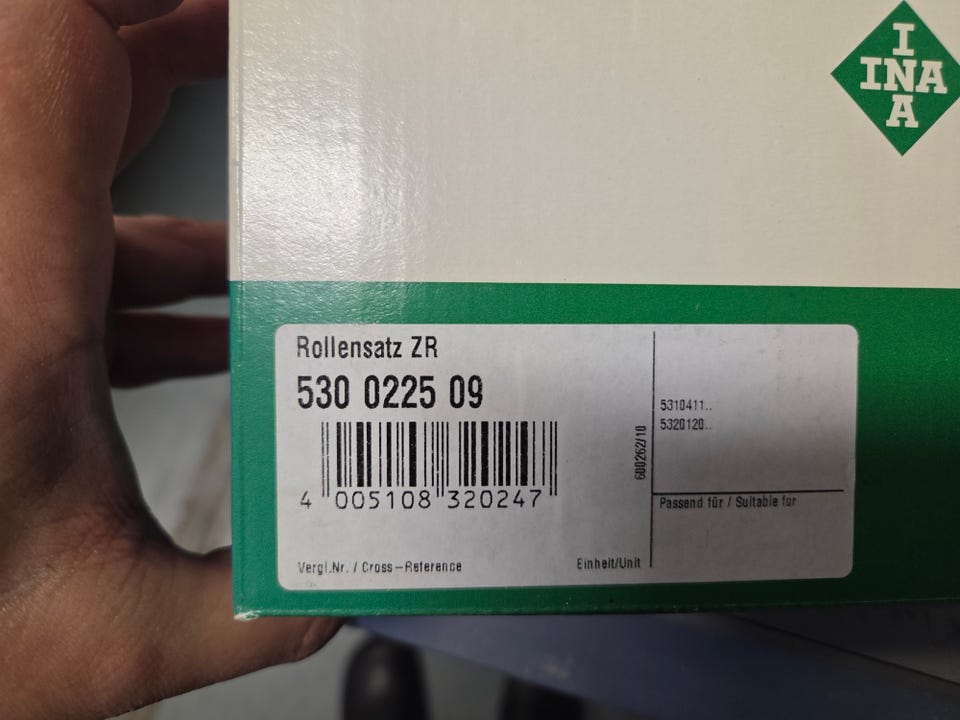 I
INA
A
Rollensatz ZR
530 0225 09
4 005108 320247
600262/10
5310411..
5320120..
Passend für / Suitable for
Vergl.Nr. / Cross-Reference
Einheit/Unit